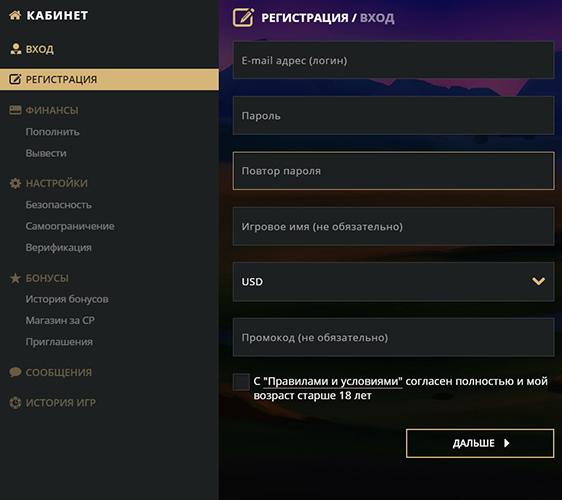 КАБИНЕТ
ВХОД
РЕГИСТРАЦИЯ
ФИНАНСЫ
Пополнить
Вывести
НАСТРОЙКИ
Безопасность
Самоограничение
Верификация
БОНУСЫ
История бонусов
Магазин за CP
Приглашения
СООБЩЕНИЯ
ИСТОРИЯ ИГР
РЕГИСТРАЦИЯ / ВХОД
E-mail адрес (логин)
Пароль
Повтор пароля
Игровое имя (не обязательно)
USD
Промокод (не обязательно)
С "Правилами и условиями" согласен полностью и мой
возраст старше 18 лет
ДАЛЬШЕ